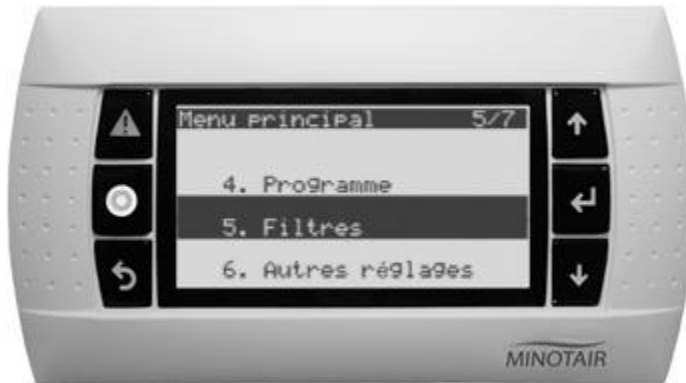 Menu principal 5/7
4. Programme
5. Filtres
6. Autres réglages
MINOTAIR